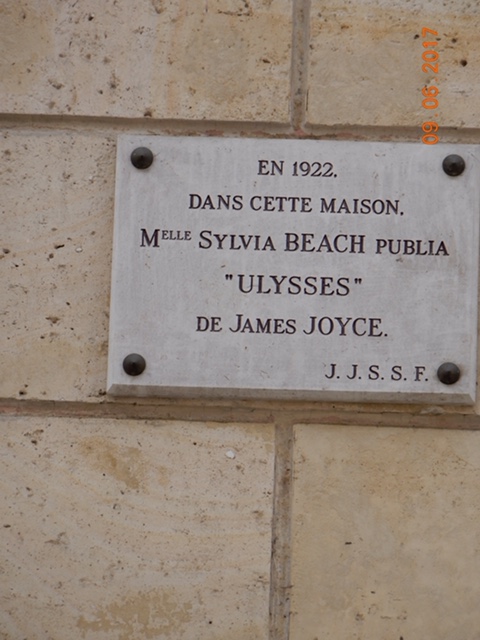 EN 1922.
DANS CETTE MAISON.
MELLE SYLVIA BEACH PUBLIA
"ULYSSES"
DE JAMES JOYCE.
J. J. S. S. F.
09 06 2017